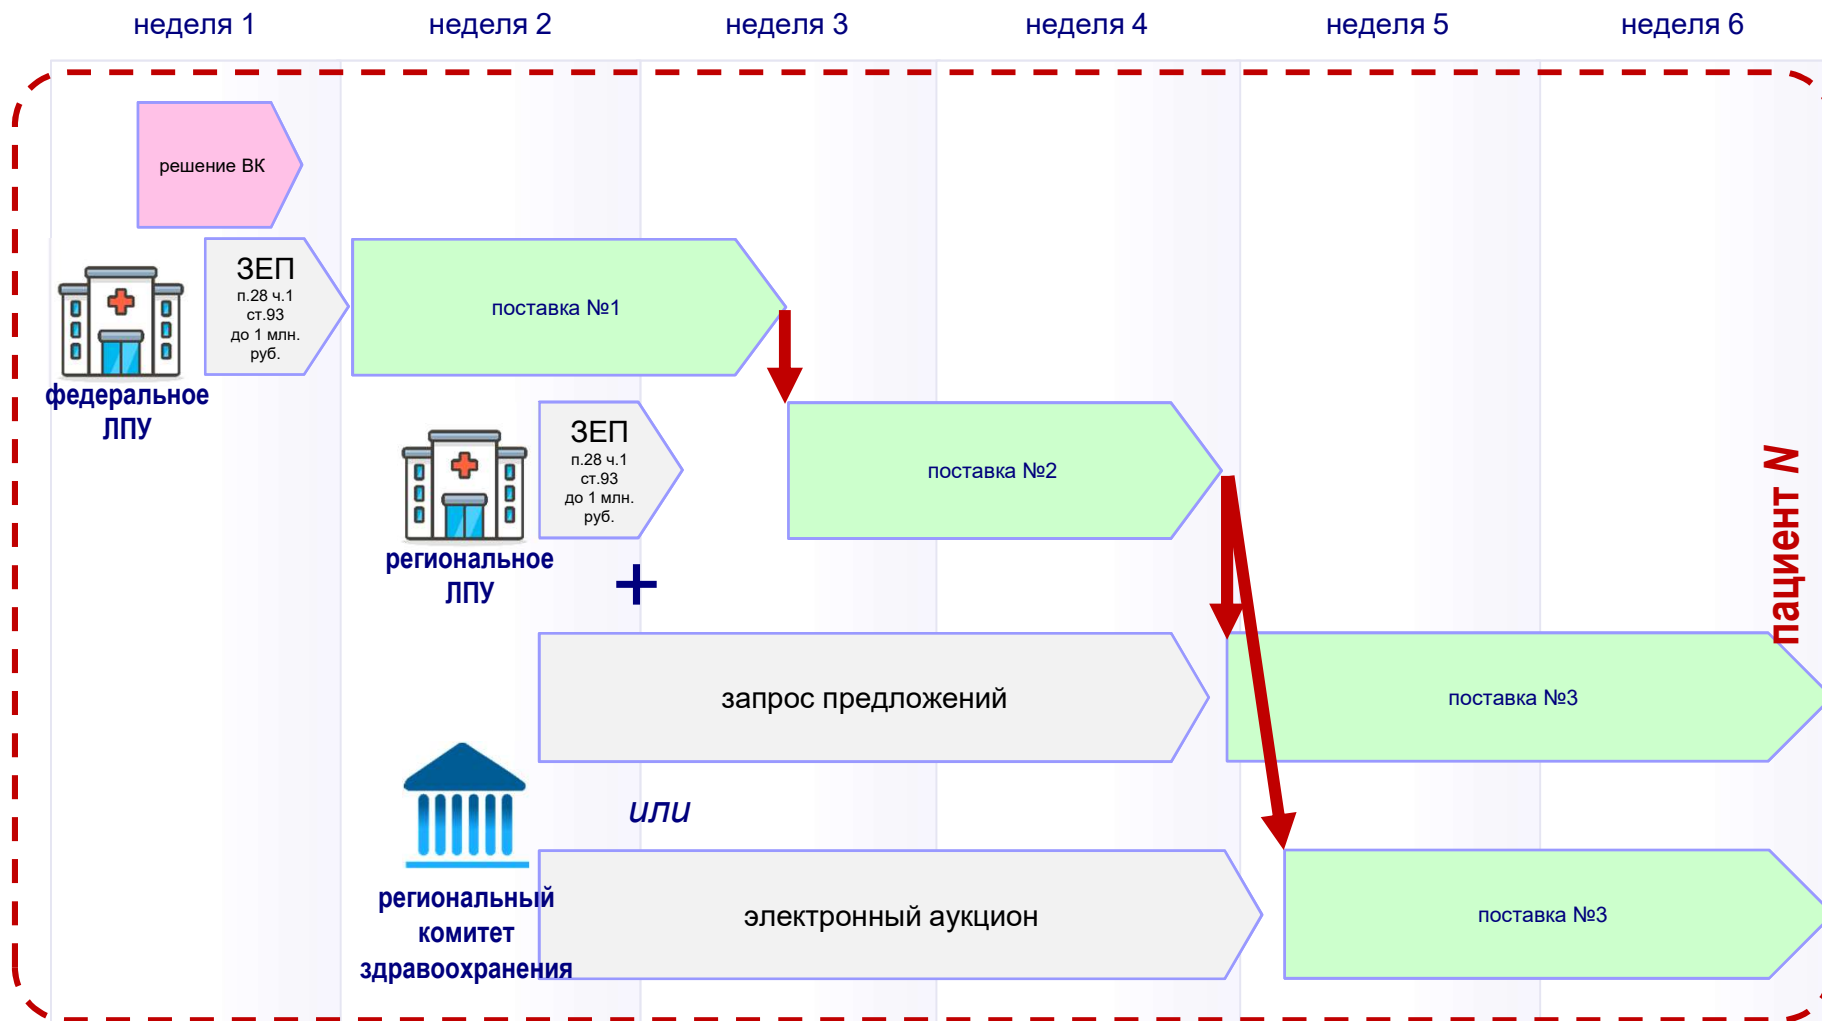 неделя 1
неделя 2
неделя 3
неделя 4
неделя 5
неделя 6
решение ВК
ЗЕП
п.28 ч.1
ст.93
до 1 млн.
руб.
поставка №1
федеральное
ЛПУ
ЗЕП
п.28 ч.1
ст.93
до 1 млн.
руб.
поставка №2
региональное
ЛПУ
+
пациент N
запрос предложений
поставка №3
или
региональный
комитет
здравоохранения
электронный аукцион
поставка №3